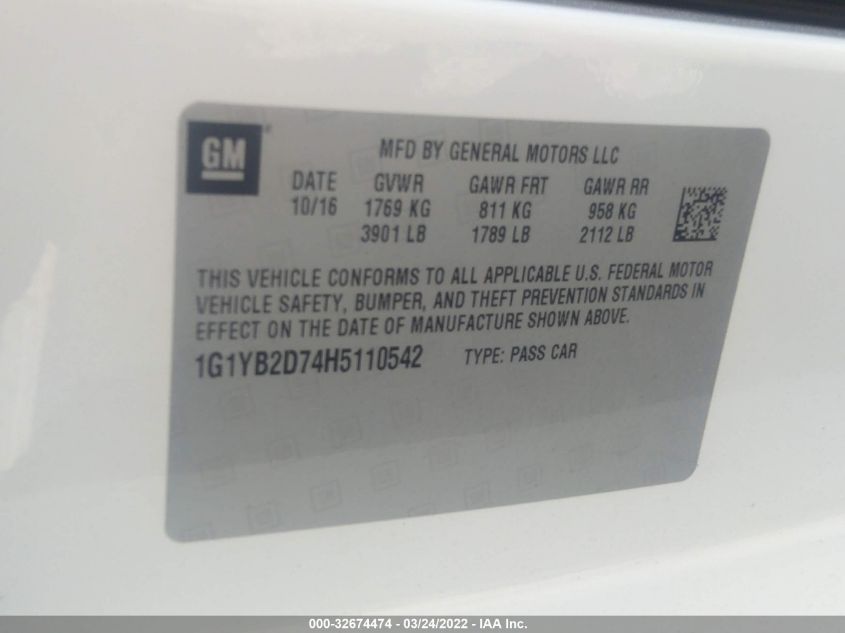 GM
MFD BY GENERAL MOTORS LLC
DATE GVWR GAWR FRT GAWR RR
10/16 1769 KG 811 KG 958 KG
3901 LB 1789 LB 2112 LB
THIS VEHICLE CONFORMS TO ALL APPLICABLE U.S. FEDERAL MOTOR
VEHICLE SAFETY, BUMPER, AND THEFT PREVENTION STANDARDS IN
EFFECT ON THE DATE OF MANUFACTURE SHOWN ABOVE.
1G1YB2D74H5110542 TYPE: PASS CAR
000-32674474 - 03/24/2022 - IAA Inc.